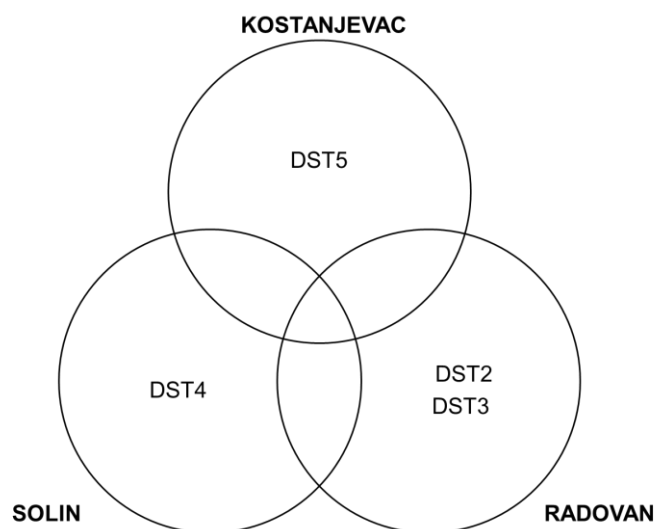 KOSTANJEVAC
DST5
DST4
DST2
DST3
SOLIN
RADOVAN